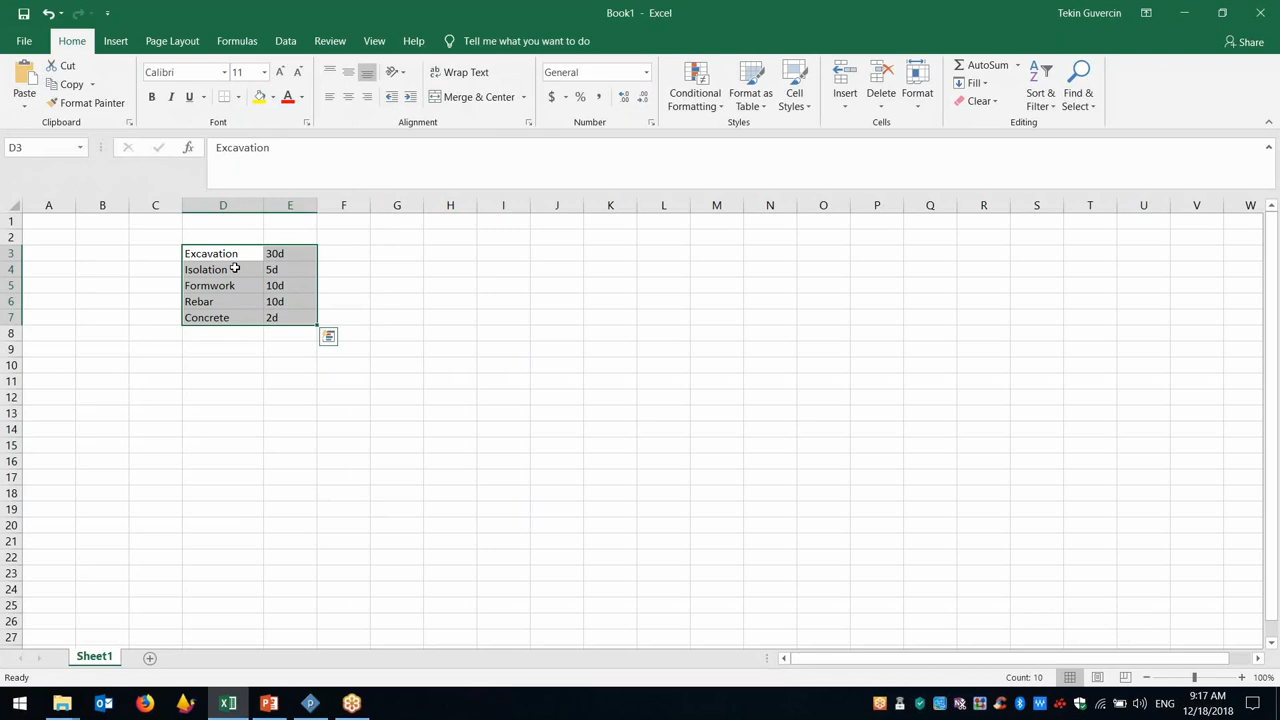 Book1 - Excel
Tekin Guvercin
File Home Insert Page Layout Formulas Data Review View Help Tell me what you want to do
Share
Paste
Cut
Copy
Format Painter
Clipboard
Calibri 11
B I U
Font
Wrap Text
Merge & Center
Alignment
General
$ % ,
Number
Conditional Formatting
Format as Table
Cell Styles
Styles
Insert
Delete
Format
Cells
AutoSum
Fill
Clear
Sort & Filter
Find & Select
Editing
D3
fx
Excavation
A B C D E F G H I J K L M N O P Q R S T U V W
1
2
3 Excavation 30d
4 Isolation 5d
5 Formwork 10d
6 Rebar 10d
7 Concrete 2d
8
9
10
11
12
13
14
15
16
17
18
19
20
21
22
23
24
25
26
27
Sheet1
Ready
Count: 10
100%
ENG
9:17 AM
12/18/2018